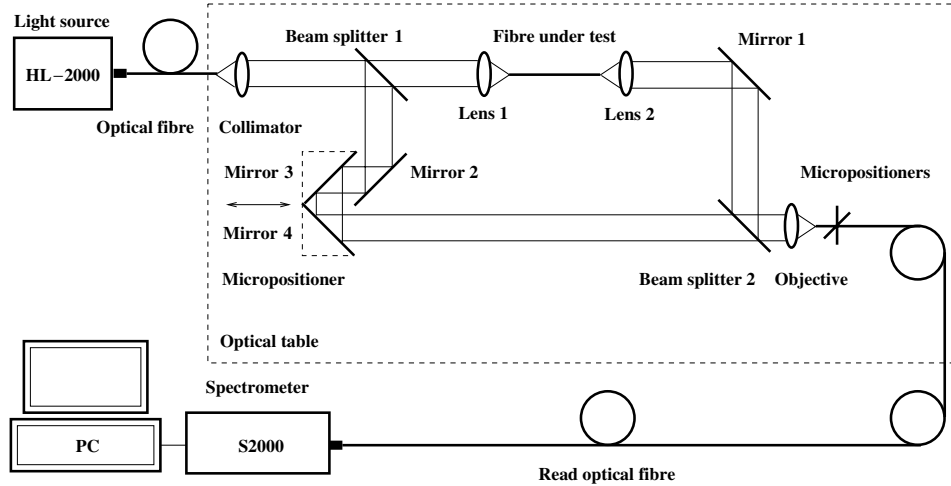 Light source
HL-2000
Optical fibre
Collimator
Beam splitter 1
Fibre under test
Mirror 1
Lens 1
Lens 2
Mirror 3
Mirror 2
Micropositioners
Mirror 4
Micropositioner
Beam splitter 2
Objective
Optical table
Spectrometer
PC
S2000
Read optical fibre